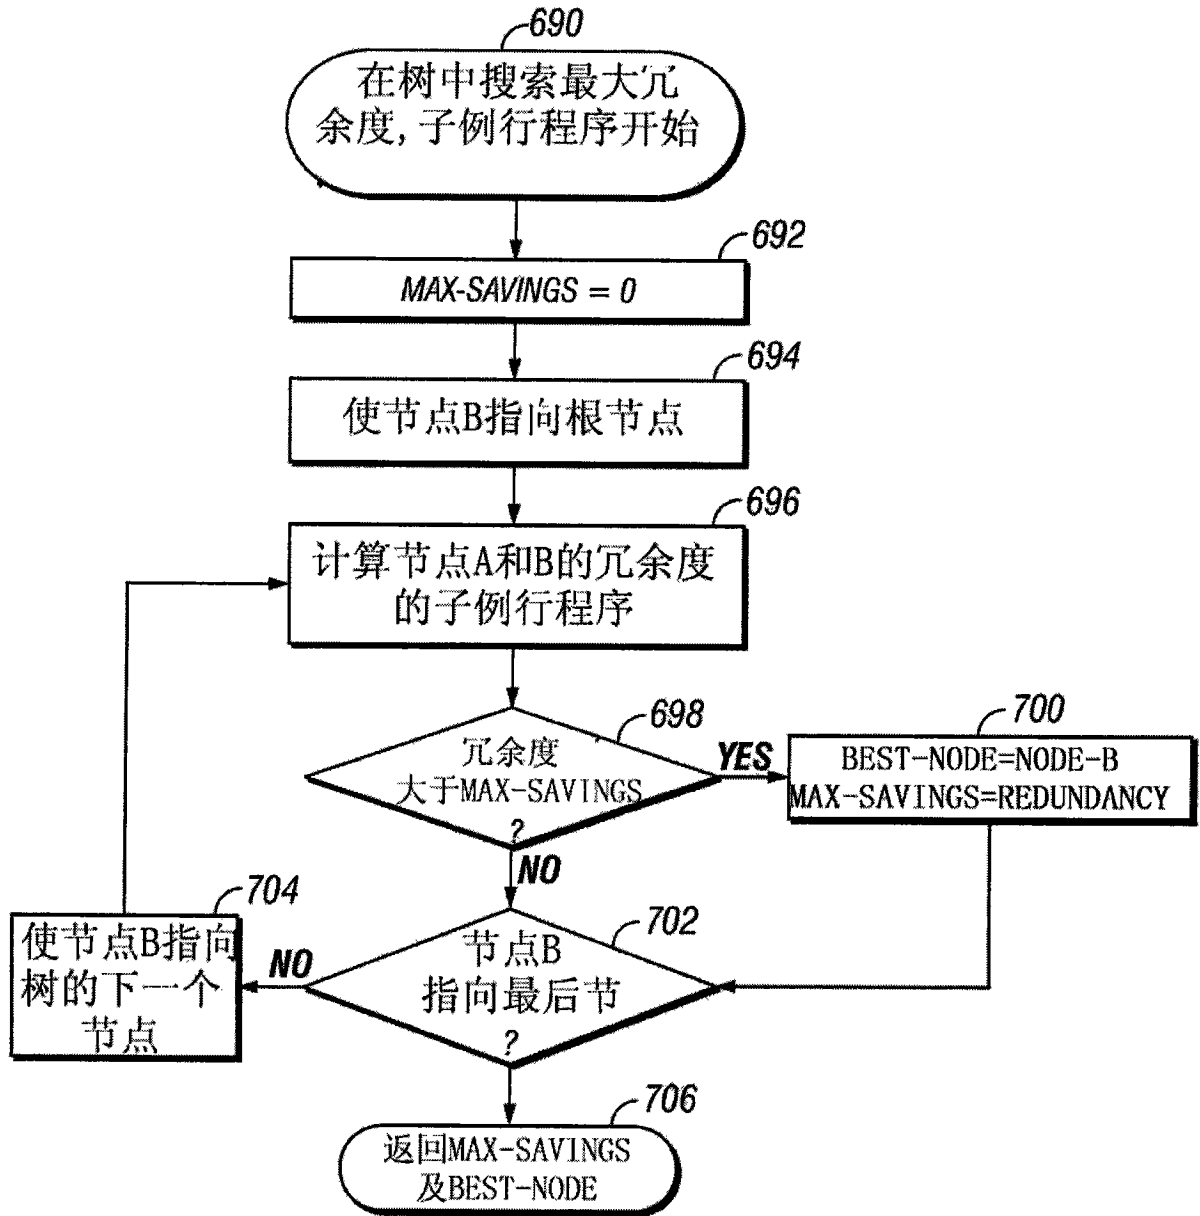 690
在树中搜索最大冗
余度,子例行程序开始
692
MAX-SAVINGS = 0
694
使节点B指向根节点
696
计算节点A和B的冗余度
的子例行程序
698
冗余度
大于MAX-SAVINGS
?
YES
700
BEST-NODE=NODE-B
MAX-SAVINGS=REDUNDANCY
NO
702
节点B
指向最后节
?
NO
704
使节点B指向
树的下一个
节点
706
返回MAX-SAVINGS
及BEST-NODE